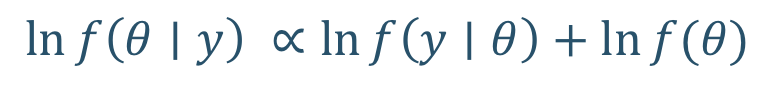 ln f(θ ∣ y) ∝ ln f(y ∣ θ) + ln f(θ)